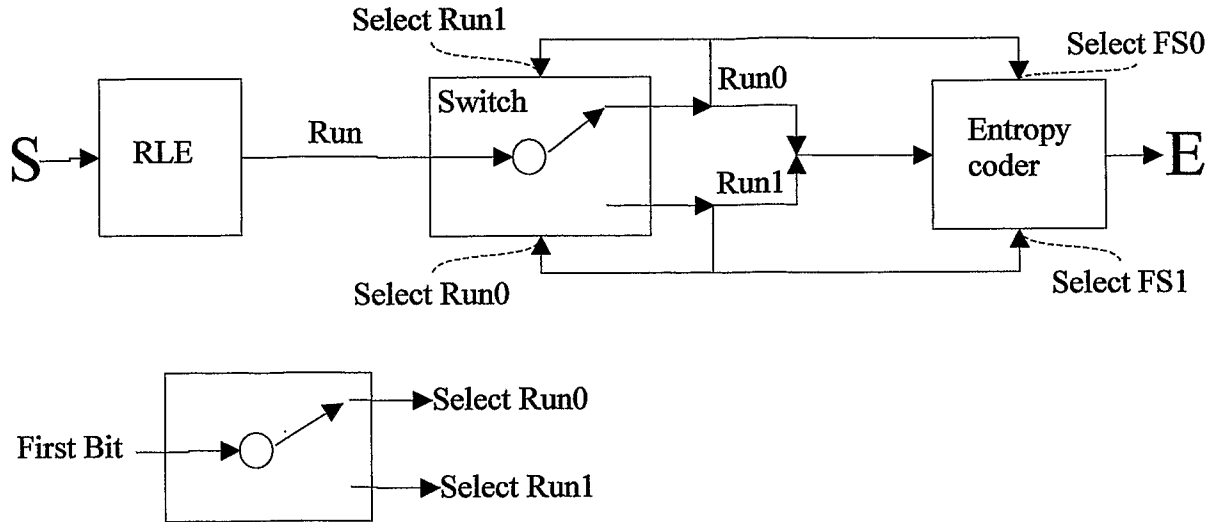 Select Run1
Select FS0
Run0
Switch
Entropy
coder
S
RLE
Run
E
Run1
Select Run0
Select FS1
Select Run0
First Bit
Select Run1